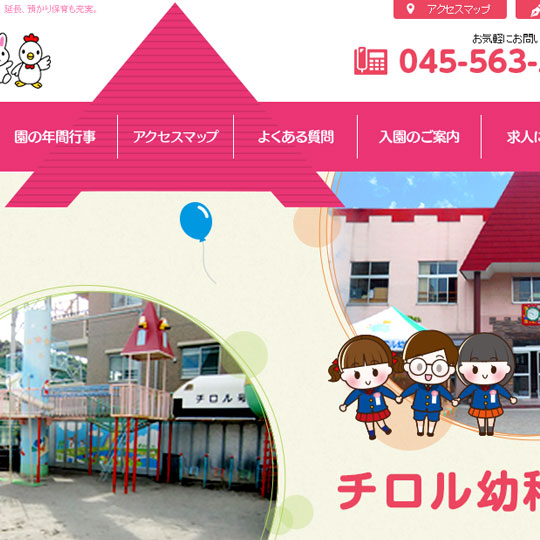 延長、預かり保育も充実。
アクセスマップ
お気軽にお問い
045-563-
園の年間行事
アクセスマップ
よくある質問
入園のご案内
求人に
チロル幼
チロル
チロル幼